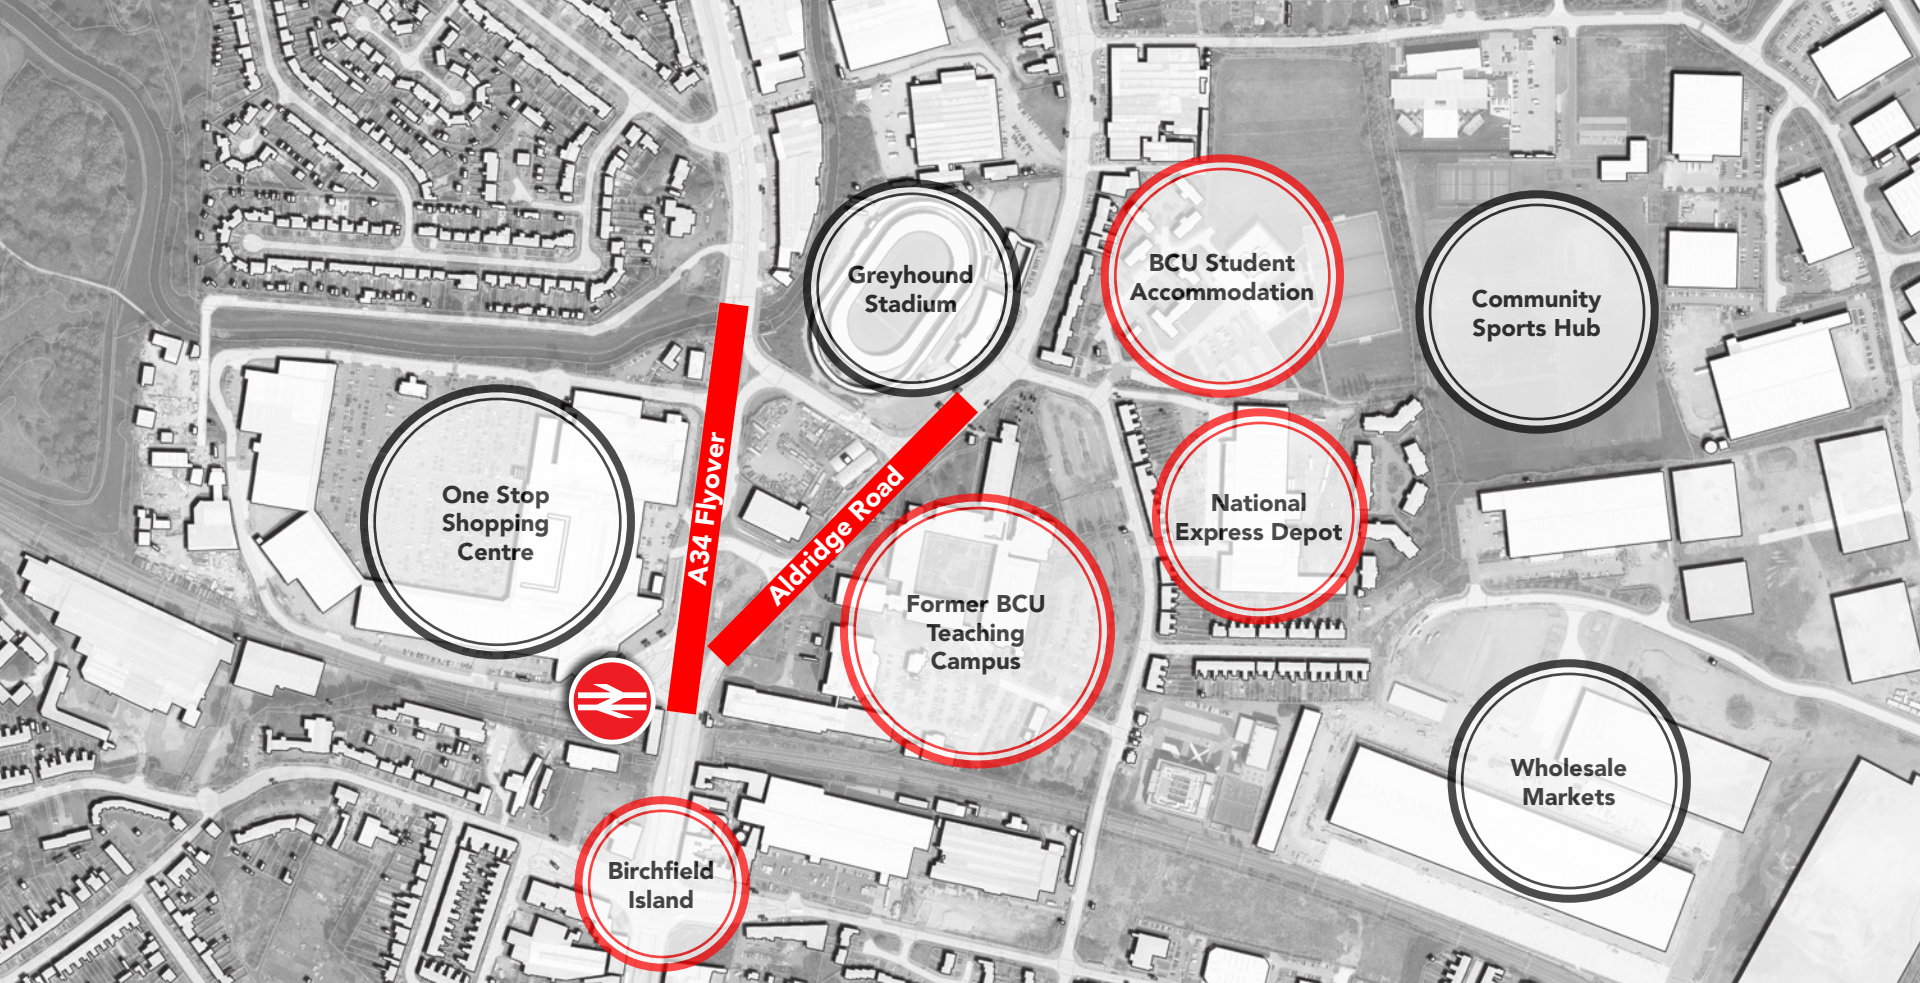 Greyhound
Stadium
BCU Student
Accommodation
Community
Sports Hub
One Stop
Shopping
Centre
A34 Flyover
Aldridge Road
National
Express Depot
Former BCU
Teaching
Campus
Wholesale
Markets
Birchfield
Island